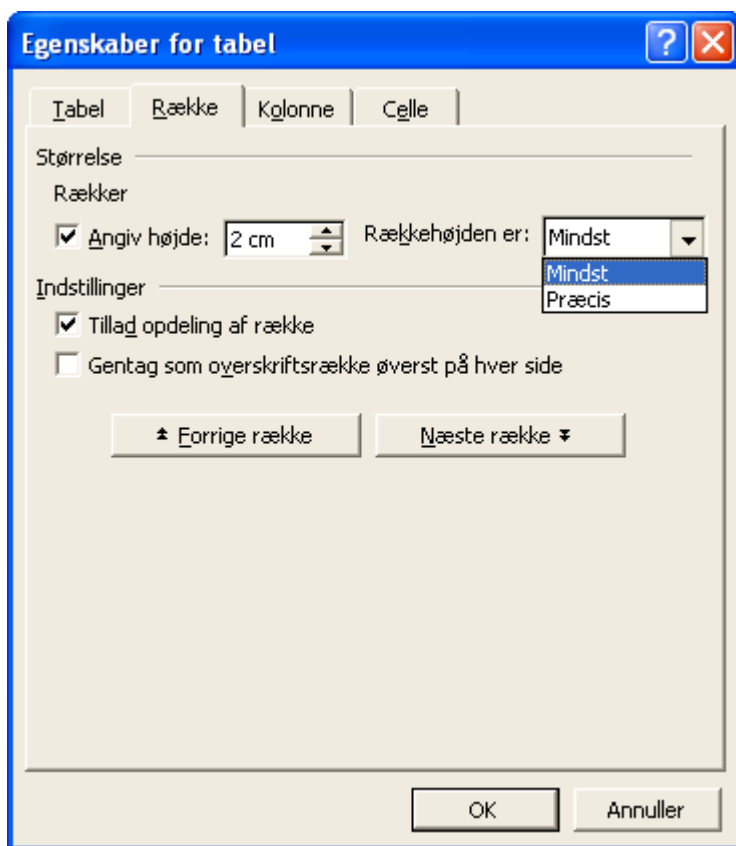 Egenskaber for tabel
Tabel Række Kolonne Celle
Størrelse
Rækker
Angiv højde: 2 cm Rækkehøjden er: Mindst
Mindst
Præcis
Indstillinger
Tillad opdeling af række
Gentag som overskriftsrække øverst på hver side
Forrige række Næste række
OK Annuller